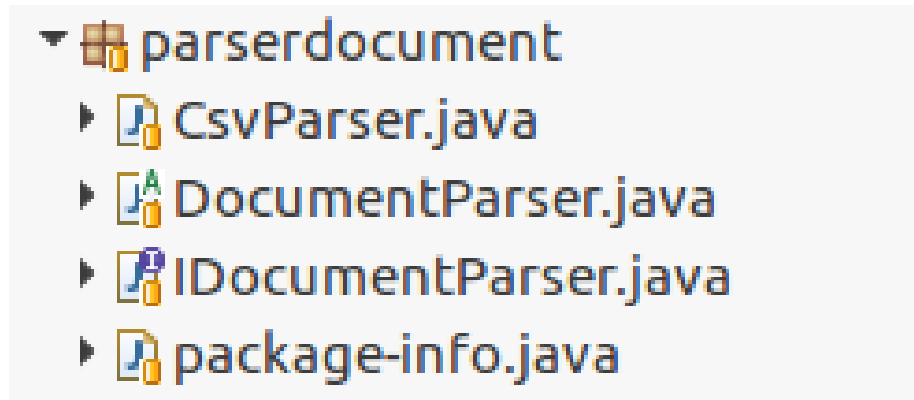 parserdocument
CsvParser.java
DocumentParser.java
IDocumentParser.java
package-info.java